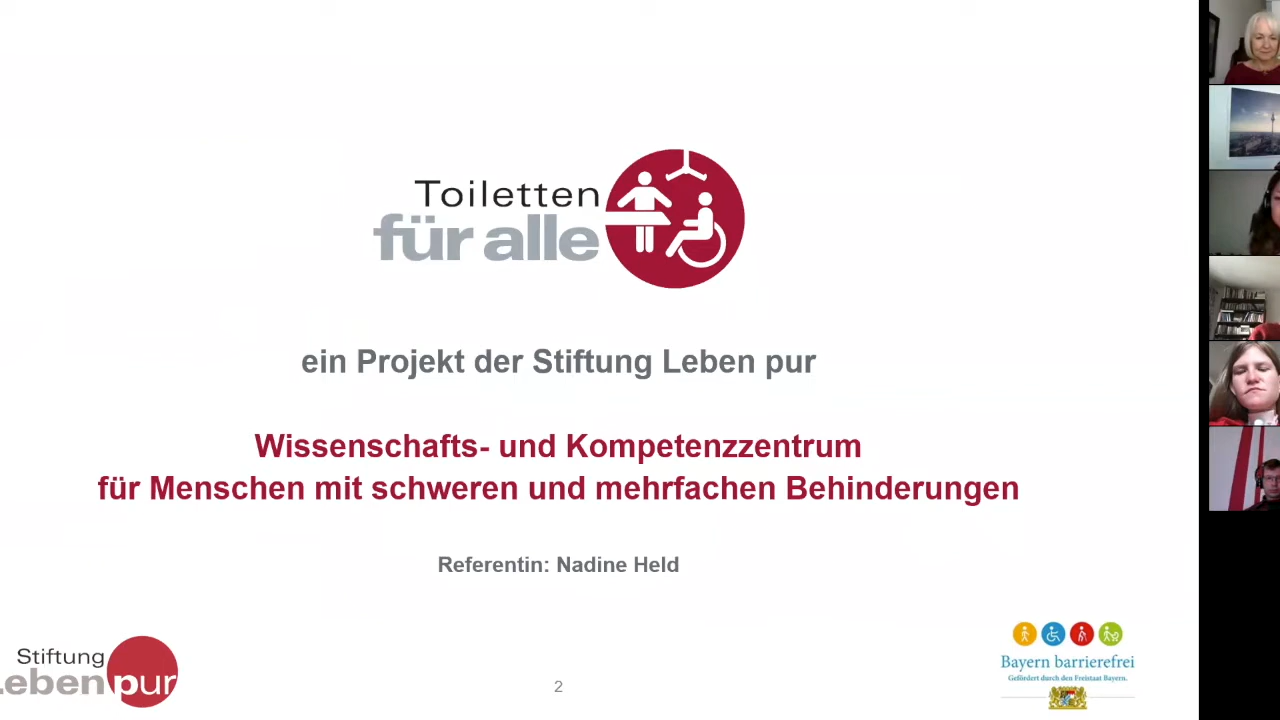 Toiletten
für alle
ein Projekt der Stiftung Leben pur
Wissenschafts- und Kompetenzzentrum
für Menschen mit schweren und mehrfachen Behinderungen
Referentin: Nadine Held
Stiftung
Leben pur
2
Bayern barrierefrei
Gefördert durch den Freistaat Bayern.